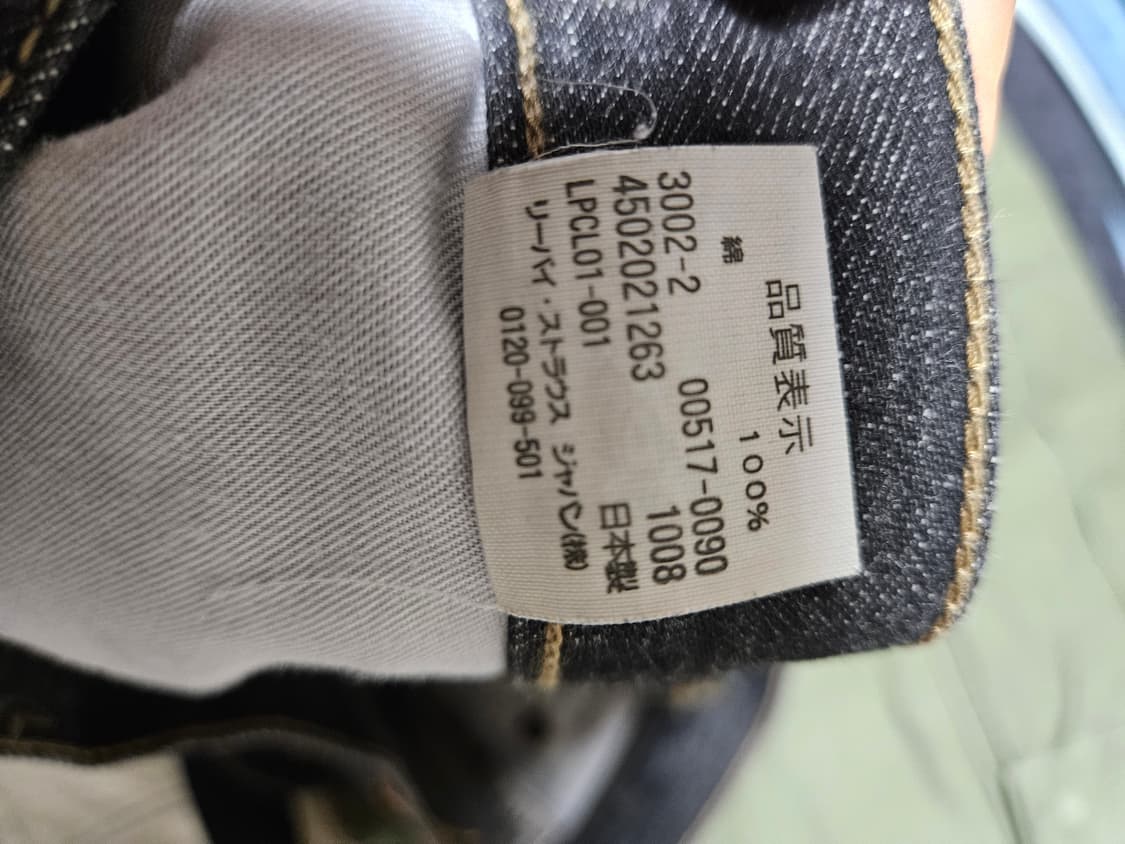 品質表示
綿 100%
00517-0090
3002-2 1008
4502021263
LPCL01-001 日本製
リーバイ・ストラウス ジャパン(株)
0120-099-501